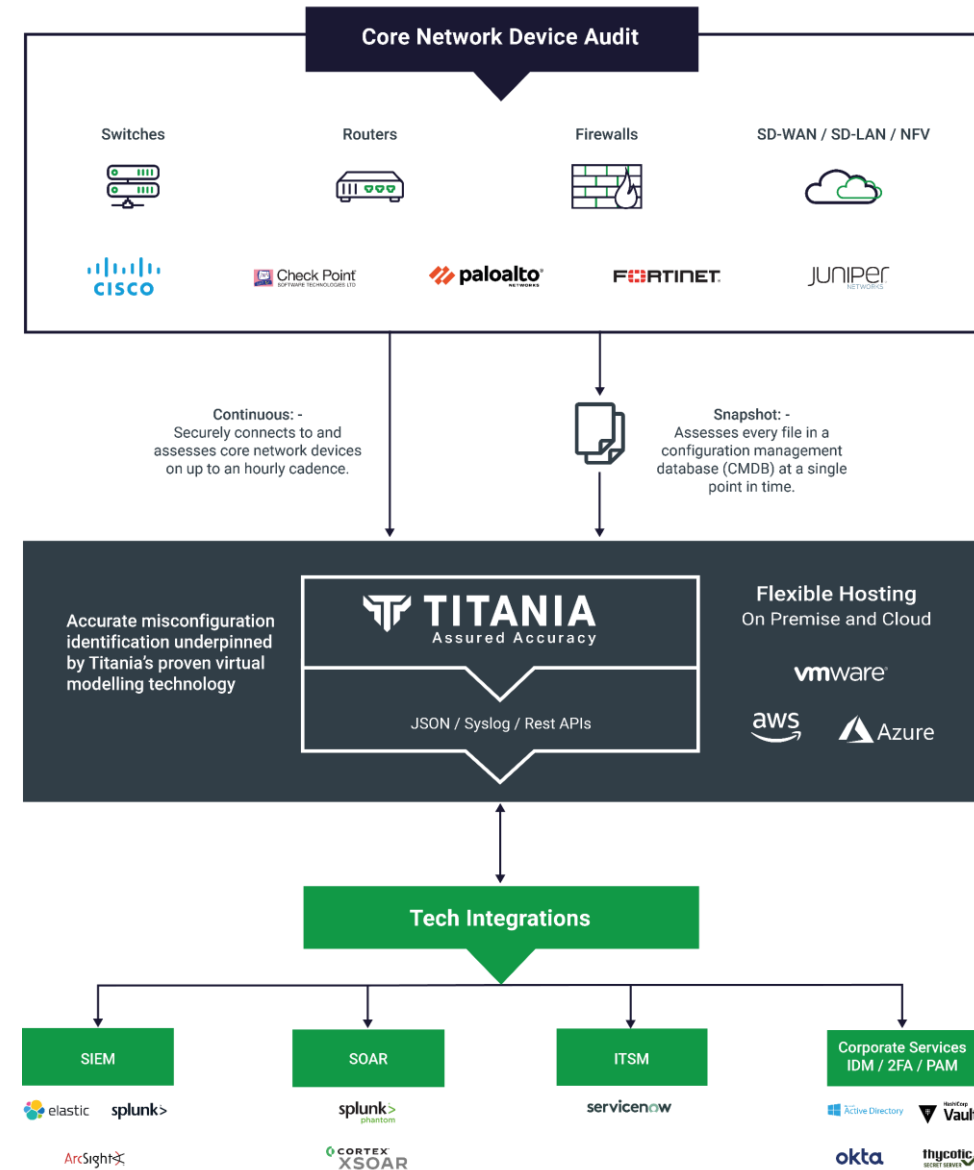 Core Network Device Audit
Switches
Routers
Firewalls
SD-WAN / SD-LAN / NFV
CISCO
Check Point
SOFTWARE TECHNOLOGIES LTD
paloalto
NETWORKS
FORTINET
JUNIPER
NETWORKS
Continuous: -
Securely connects to and
assesses core network devices
on up to an hourly cadence.
Snapshot: -
Assesses every file in a
configuration management
database (CMDB) at a single
point in time.
Accurate misconfiguration
identification underpinned
by Titania's proven virtual
modelling technology
TITANIA
Assured Accuracy
JSON / Syslog / Rest APIs
Flexible Hosting
On Premise and Cloud
vmware
aws
Azure
Tech Integrations
SIEM
SOAR
ITSM
Corporate Services
IDM / 2FA / PAM
elastic
splunk>
ArcSight
splunk>
phantom
CORTEX
XSOAR
servicenow
Active Directory
HashiCorp
Vault
okta
thycotic
SECRET SERVER